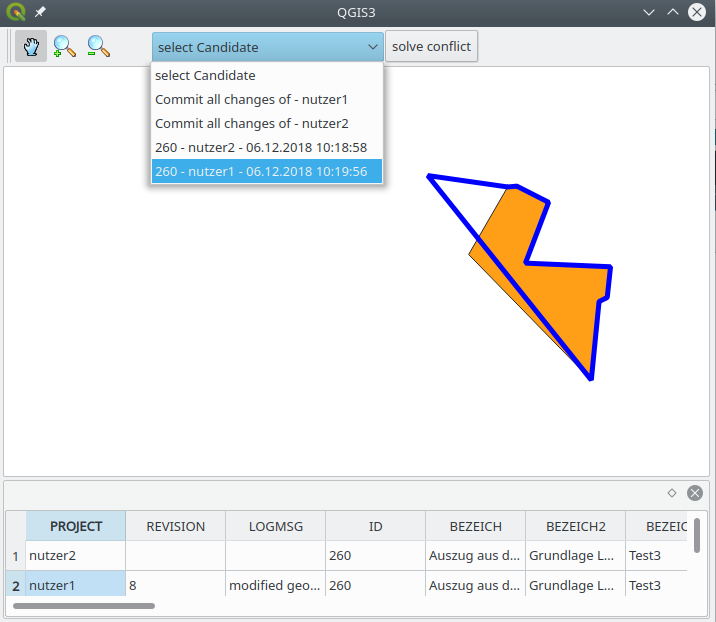 QGIS3
select Candidate
solve conflict
select Candidate
Commit all changes of - nutzer1
Commit all changes of - nutzer2
260 - nutzer2 - 06.12.2018 10:18:58
260 - nutzer1 - 06.12.2018 10:19:56
PROJECT REVISION LOGMSG ID BEZEICH BEZEICH2 BEZEIC
1 nutzer2 260 Auszug aus d... Grundlage L... Test3
2 nutzer1 8 modified geo... 260 Auszug aus d... Grundlage L... Test3